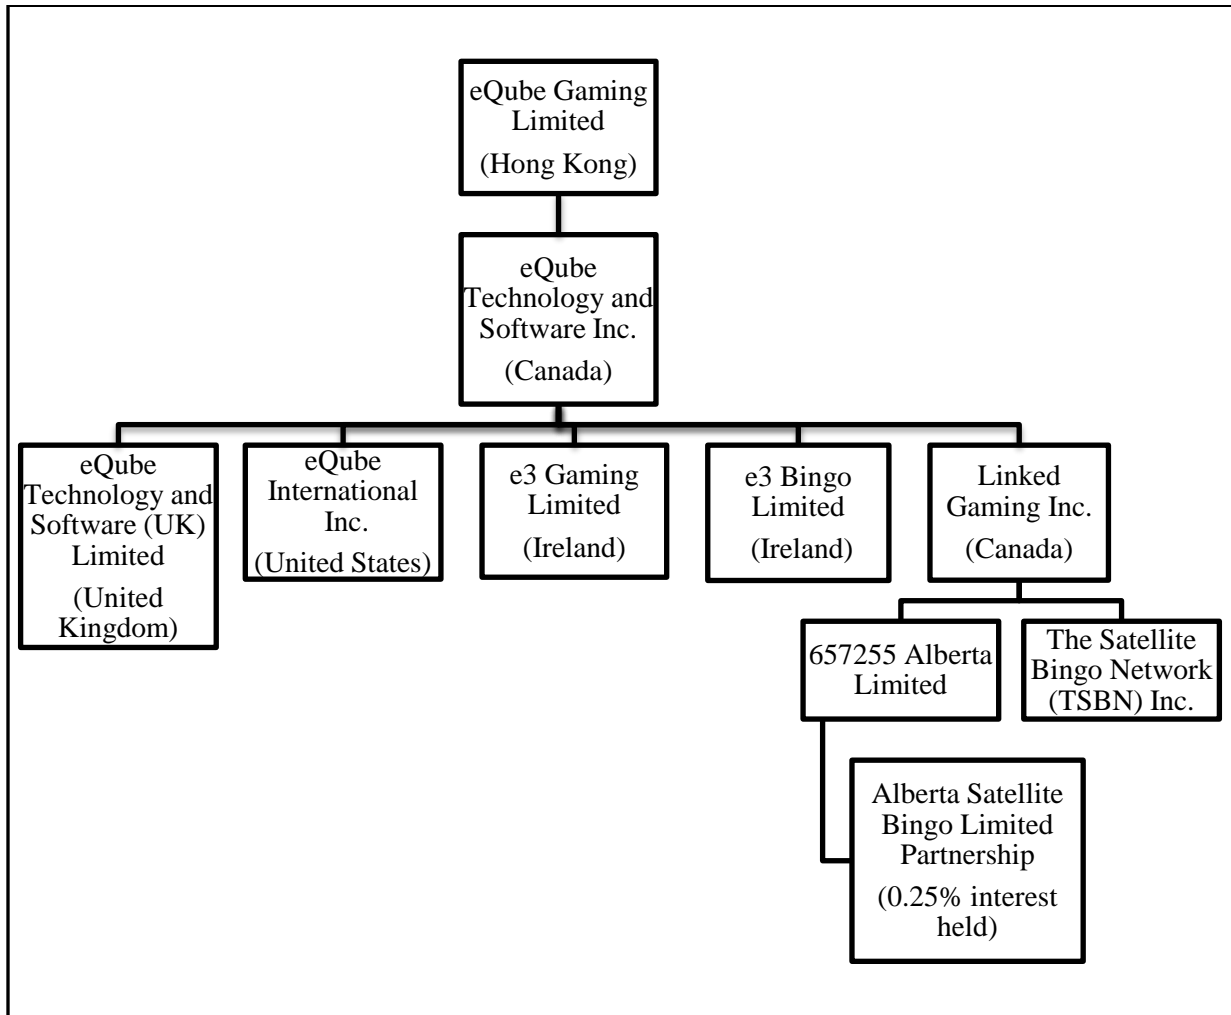 eQube Gaming
Limited
(Hong Kong)
eQube
Technology and
Software Inc.
(Canada)
eQube
Technology and
Software (UK)
Limited
(United
Kingdom)
eQube
International
Inc.
(United States)
e3 Gaming
Limited
(Ireland)
e3 Bingo
Limited
(Ireland)
Linked
Gaming Inc.
(Canada)
657255 Alberta
Limited
The Satellite
Bingo Network
(TSBN) Inc.
Alberta Satellite
Bingo Limited
Partnership
(0.25% interest
held)